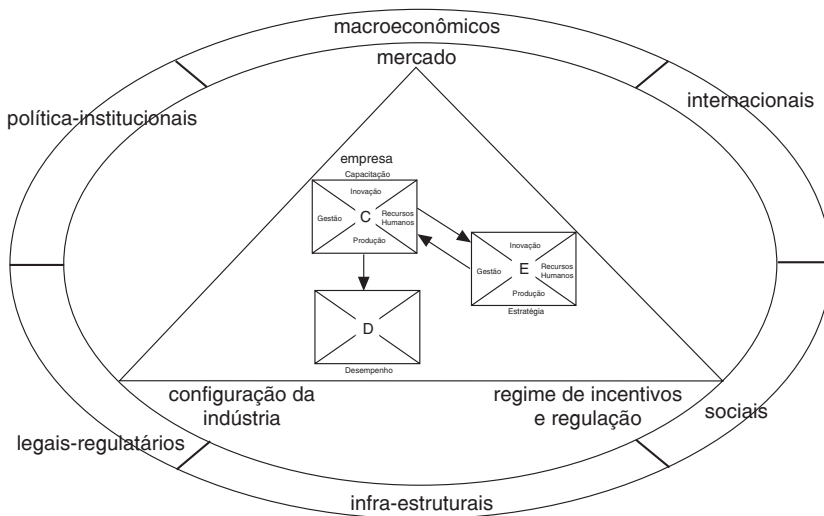 macroeconômicos
mercado
política-institucionais
internacionais
empresa
Capacitação
Inovação
Gestão
C
Recursos
Humanos
Produção
Inovação
Gestão
E
Recursos
Humanos
Produção
Estratégia
D
Desempenho
configuração da
indústria
regime de incentivos
e regulação
sociais
legais-regulatários
infra-estruturais